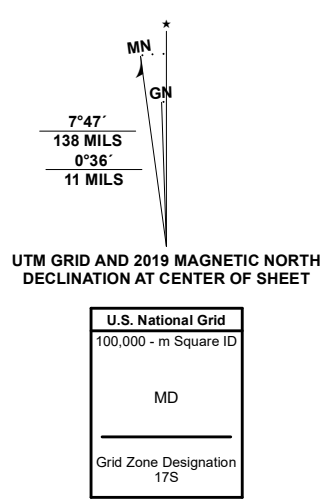 MN
GN
7°47´
138 MILS
0°36´
11 MILS
UTM GRID AND 2019 MAGNETIC NORTH
DECLINATION AT CENTER OF SHEET
U.S. National Grid
100,000 - m Square ID
MD
Grid Zone Designation
17S